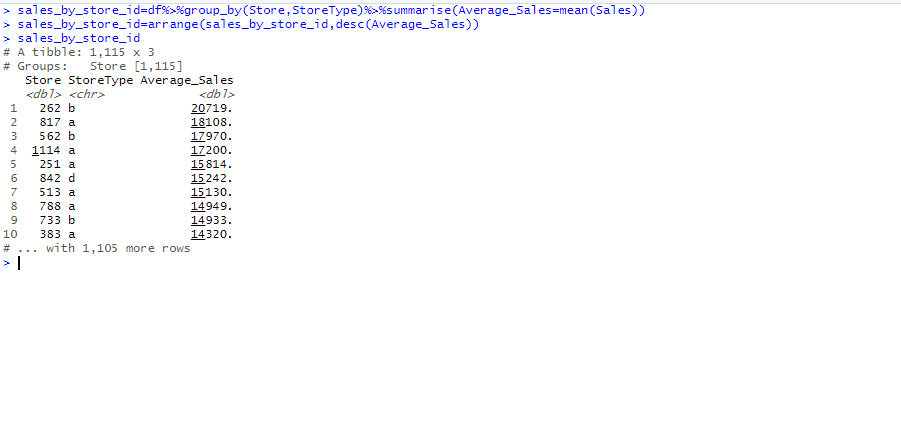 > sales_by_store_id=df%>%group_by(Store,StoreType)%>%summarise(Average_Sales=mean(Sales))
> sales_by_store_id=arrange(sales_by_store_id,desc(Average_Sales))
> sales_by_store_id
# A tibble: 1,115 x 3
# Groups:   Store [1,115]
   Store StoreType Average_Sales
   <dbl> <chr>             <dbl>
 1   262 b                20719.
 2   817 a                18108.
 3   562 b                17970.
 4  1114 a                17200.
 5   251 a                15814.
 6   842 d                15242.
 7   513 a                15130.
 8   788 a                14949.
 9   733 b                14933.
10   383 a                14320.
# ... with 1,105 more rows
>